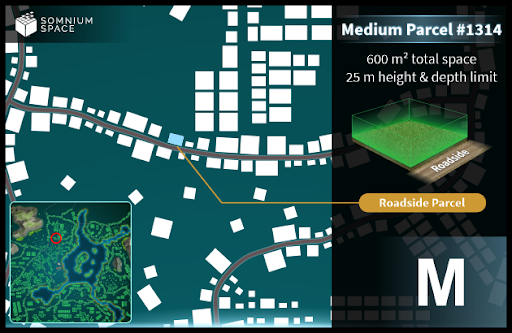 SOMNIUM
SPACE
Medium Parcel #1314
600 m² total space
25 m height & depth limit
Roadside
Roadside Parcel
M